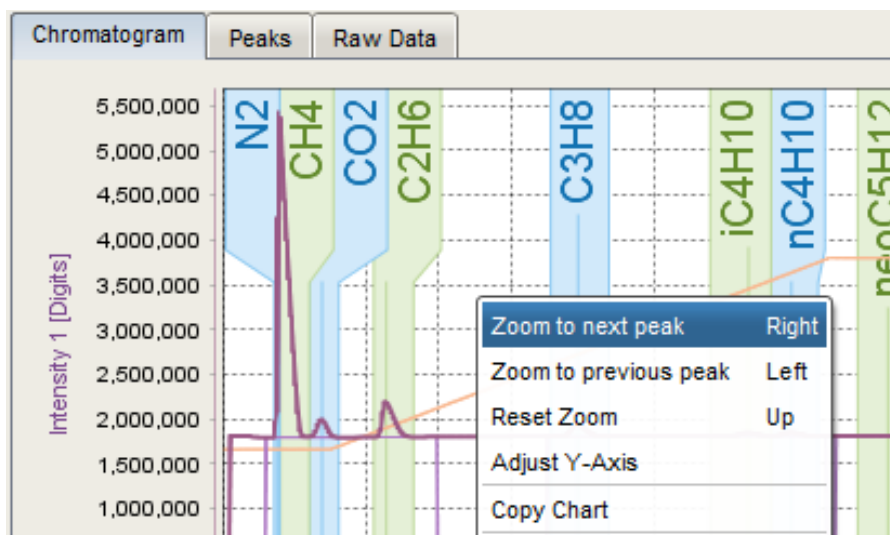 Chromatogram
Peaks
Raw Data
Intensity 1 [Digits]
5,500,000
5,000,000
4,500,000
4,000,000
3,500,000
3,000,000
2,500,000
2,000,000
1,500,000
1,000,000
N2
CH4
CO2
C2H6
C3H8
iC4H10
nC4H10
neoC5H12
Zoom to next peak Right
Zoom to previous peak Left
Reset Zoom Up
Adjust Y-Axis
Copy Chart